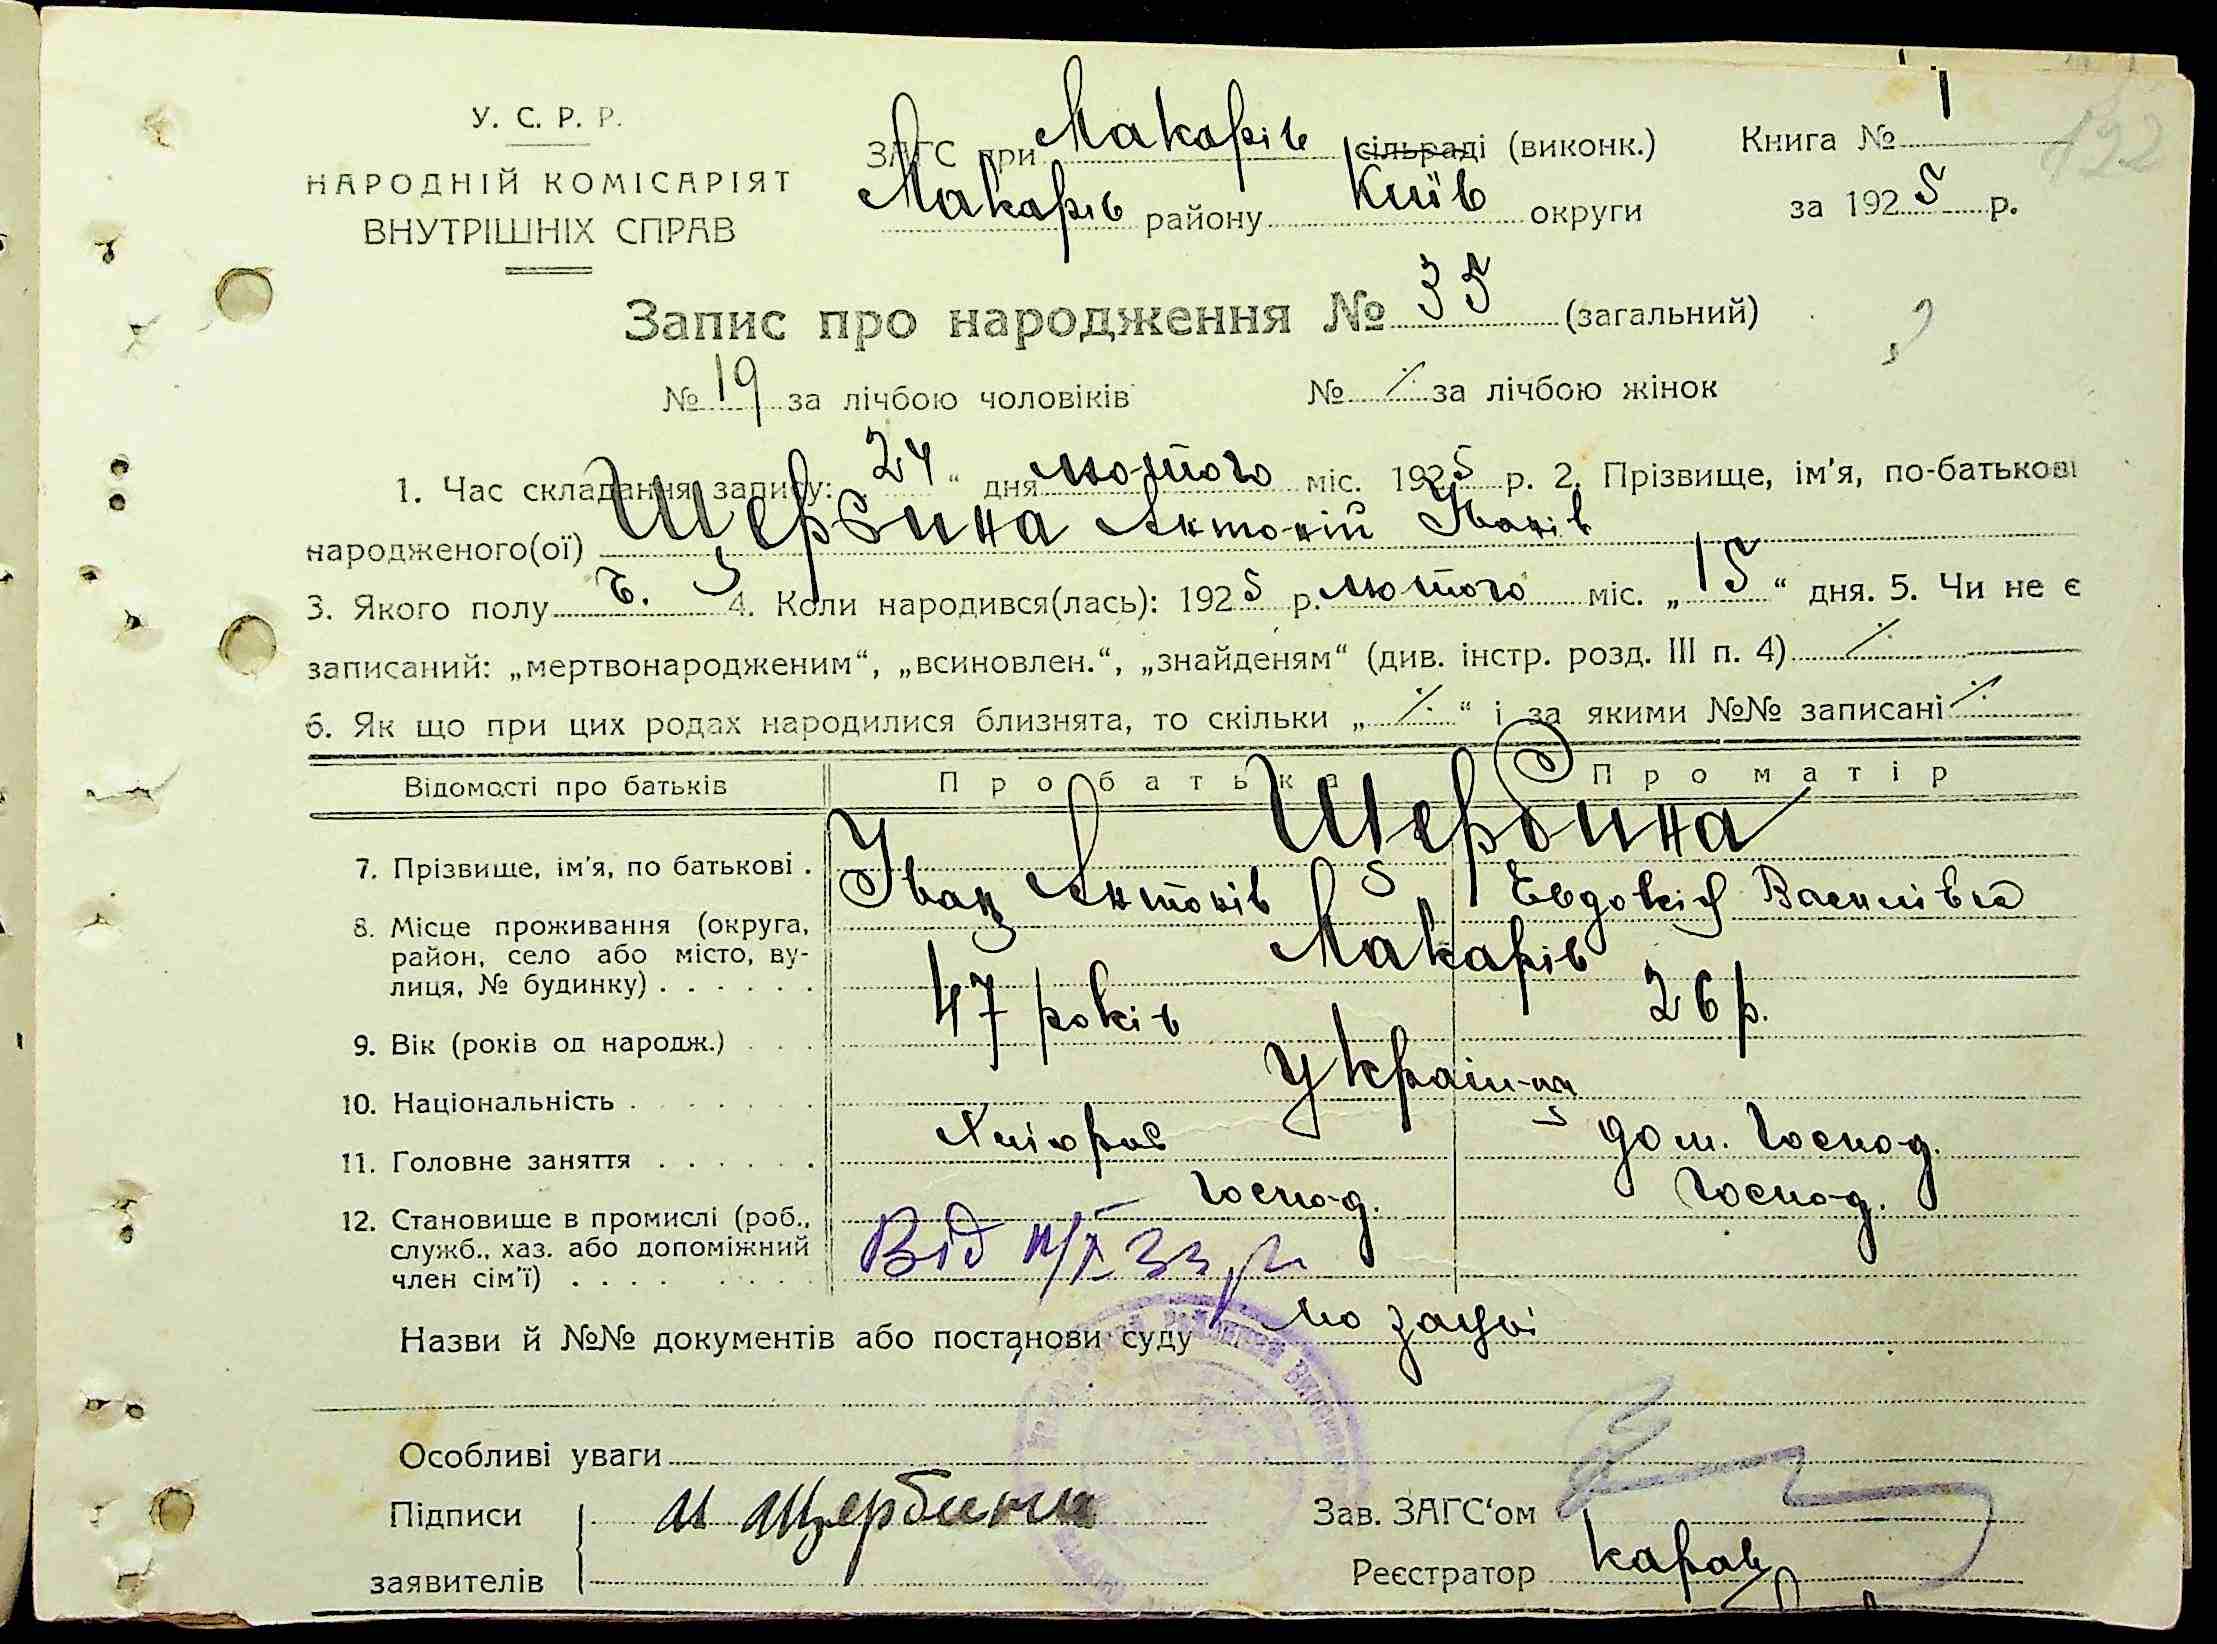 У. С. Р. Р.
НАРОДНІЙ КОМІСАРІЯТ
ВНУТРІШНІХ СПРАВ
ЗАГС при Макарів сільраді (виконк.) Книга № 1
Макарів району Київ округи за 1925 р.
192
Запис про народження № 35 (загальний)
№ 19 за лічбою чоловіків № ∕. за лічбою жінок
1. Час складання запису: „24“ дня лютого міс. 1925 р. 2. Прізвище, ім'я, по-батькові
народженого(ої) Щербина Антоній Іванів
3. Якого полу ч. 4. Коли народився(лась): 1925 р. лютого міс. „15“ дня. 5. Чи не є
записаний: „мертвонародженим“, „всиновлен.“, „знайденям“ (див. інстр. розд. III п. 4)
6. Як що при цих родах народилися близнята, то скільки „ “ і за якими №№ записані
Відомості про батьків Про батька Про матір
Щербина
7. Прізвище, ім'я, по батькові . Іван Антонів Евдокія Василівна
8. Місце проживання (округа, район, село або місто, вулиця, № будинку) . . . . . . Макарів
9. Вік (років од народж.) . . . 47 років 26 р.
10. Національність . . . . . . . Україн-ці
11. Головне заняття . . . . . . Хлібороб дом. господ.
12. Становище в промислі (роб., служб., хаз. або допоміжний член сім'ї) . . . . господ. господ.
Від 33 р
Назви й №№ документів або постанови суду по заяві
Особливі уваги
Підписи заявителів И Щербина
Зав. ЗАГС'ом
Реєстратор